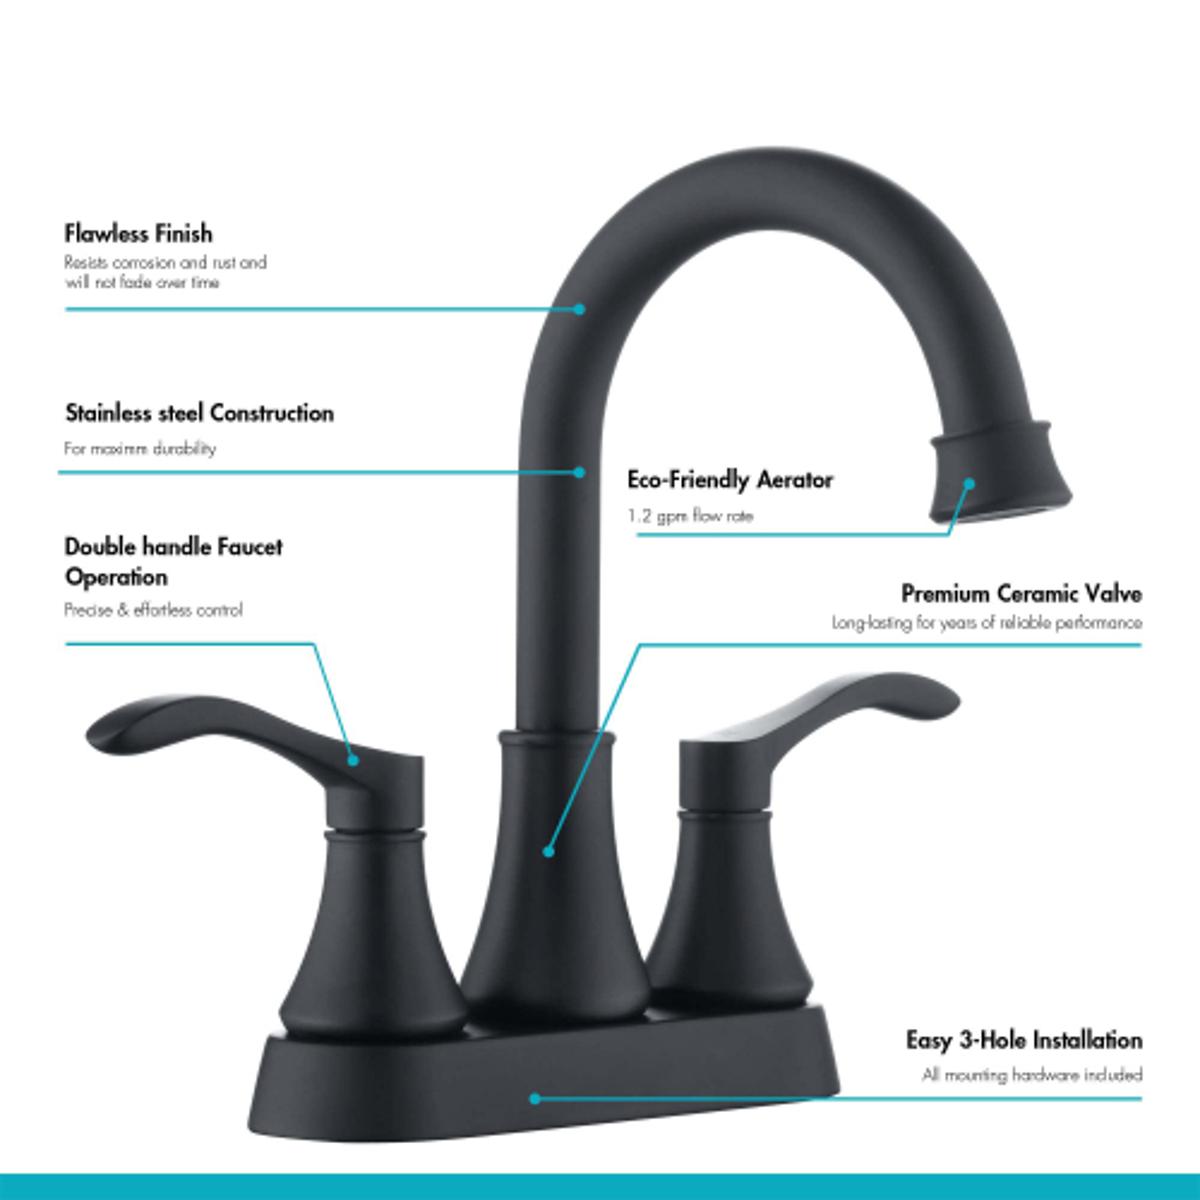 Flawless Finish
Resists corrosion and rust and
will not fade over time
Stainless steel Construction
For maximm durability
Eco-Friendly Aerator
1.2 gpm flow rate
Double handle Faucet
Operation
Precise & effortless control
Premium Ceramic Valve
Long-lasting for years of reliable performance
Easy 3-Hole Installation
All mounting hardware included